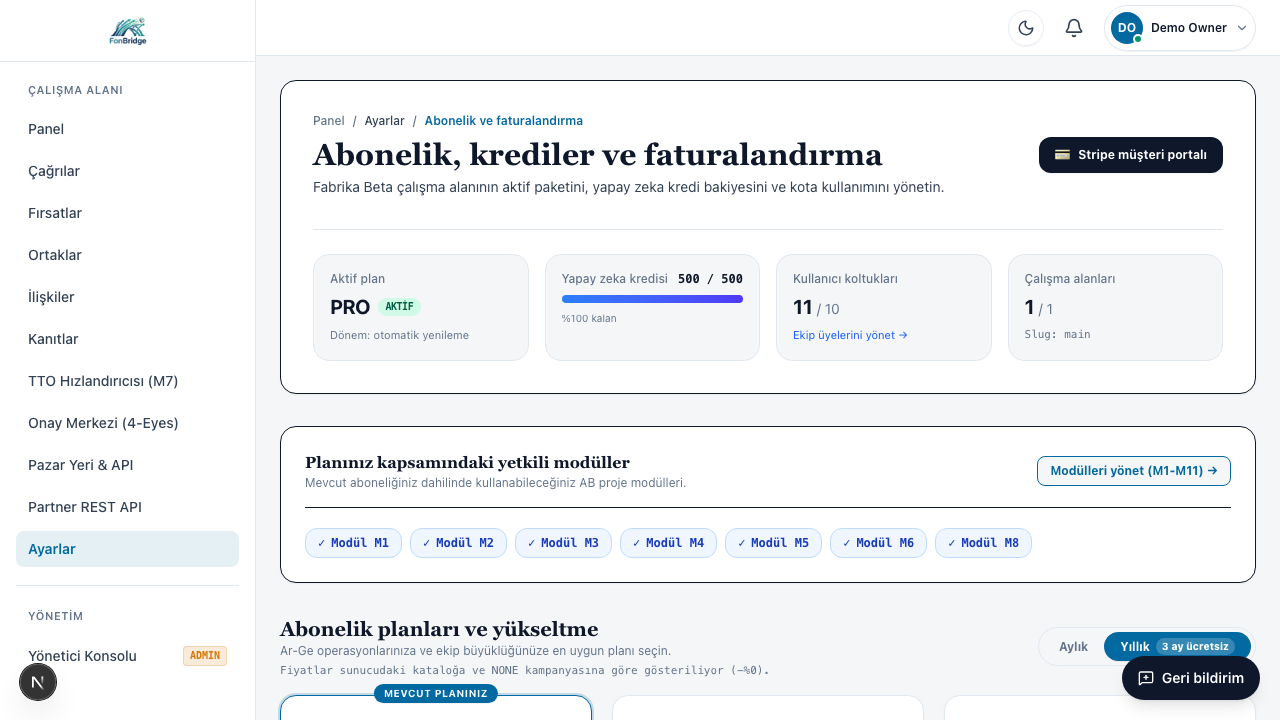 FonBridge
DO
Demo Owner
ÇALIŞMA ALANI
Panel
Çağrılar
Fırsatlar
Ortaklar
İlişkiler
Kanıtlar
TTO Hızlandırıcısı (M7)
Onay Merkezi (4-Eyes)
Pazar Yeri & API
Partner REST API
Ayarlar
YÖNETİM
Yönetici Konsolu
ADMIN
N
Panel / Ayarlar / Abonelik ve faturalandırma
Abonelik, krediler ve faturalandırma
Fabrika Beta çalışma alanının aktif paketini, yapay zeka kredi bakiyesini ve kota kullanımını yönetin.
Stripe müşteri portalı
Aktif plan
PRO AKTİF
Dönem: otomatik yenileme
Yapay zeka kredisi 500 / 500
%100 kalan
Kullanıcı koltukları
11 / 10
Ekip üyelerini yönet →
Çalışma alanları
1 / 1
Slug: main
Planınız kapsamındaki yetkili modüller
Mevcut aboneliğiniz dahilinde kullanabileceğiniz AB proje modülleri.
Modülleri yönet (M1-M11) →
✓ Modül M1
✓ Modül M2
✓ Modül M3
✓ Modül M4
✓ Modül M5
✓ Modül M6
✓ Modül M8
Abonelik planları ve yükseltme
Ar-Ge operasyonlarınıza ve ekip büyüklüğünüze en uygun planı seçin.
Fiyatlar sunucudaki kataloğa ve NONE kampanyasına göre gösteriliyor (−%0).
Aylık
Yıllık 3 ay ücretsiz
MEVCUT PLANINIZ
Geri bildirim